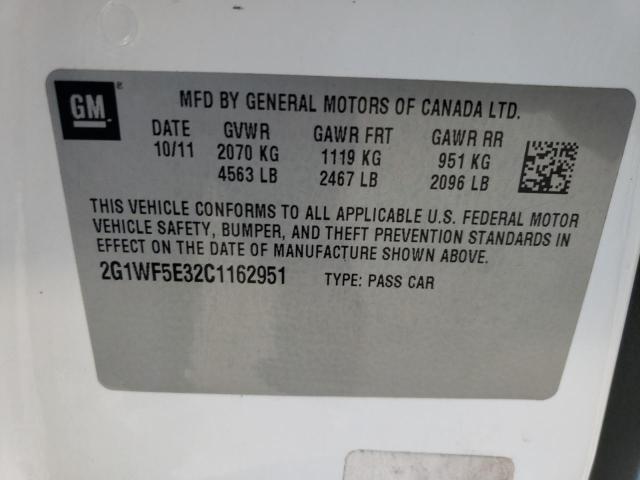 GM®
MFD BY GENERAL MOTORS OF CANADA LTD.
DATE GVWR GAWR FRT GAWR RR
10/11 2070 KG 1119 KG 951 KG
4563 LB 2467 LB 2096 LB
THIS VEHICLE CONFORMS TO ALL APPLICABLE U.S. FEDERAL MOTOR
VEHICLE SAFETY, BUMPER, AND THEFT PREVENTION STANDARDS IN
EFFECT ON THE DATE OF MANUFACTURE SHOWN ABOVE.
2G1WF5E32C1162951 TYPE: PASS CAR